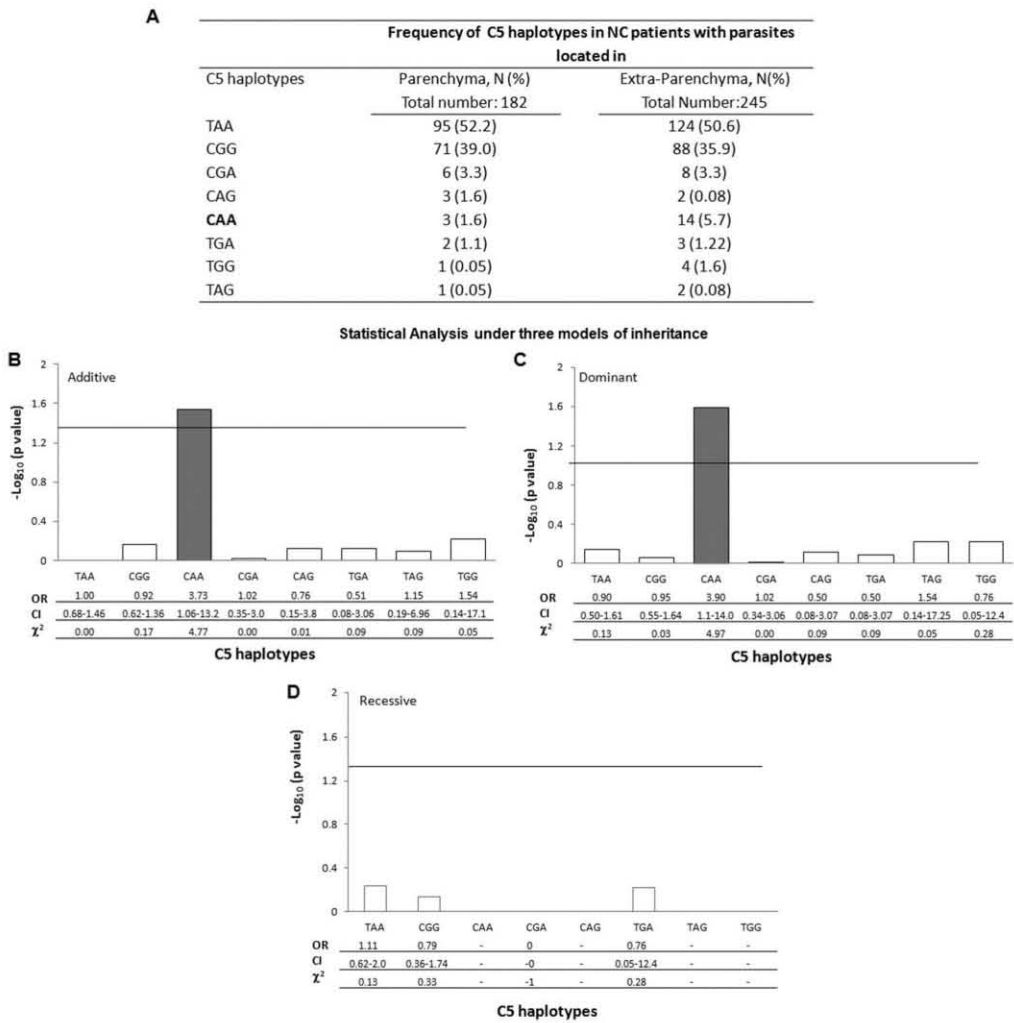 A
Frequency of C5 haplotypes in NC patients with parasites
located in
C5 haplotypes Parenchyma, N (%) Extra-Parenchyma, N(%)
Total number: 182 Total Number:245
TAA 95 (52.2) 124 (50.6)
CGG 71 (39.0) 88 (35.9)
CGA 6 (3.3) 8 (3.3)
CAG 3 (1.6) 2 (0.08)
CAA 3 (1.6) 14 (5.7)
TGA 2 (1.1) 3 (1.22)
TGG 1 (0.05) 4 (1.6)
TAG 1 (0.05) 2 (0.08)
Statistical Analysis under three models of inheritance
B
Additive
-Log10 (p value)
2
1.6
1.2
0.8
0.4
0
TAA CGG CAA CGA CAG TGA TAG TGG
OR 1.00 0.92 3.73 1.02 0.76 0.51 1.15 1.54
CI 0.68-1.46 0.62-1.36 1.06-13.2 0.35-3.0 0.15-3.8 0.08-3.06 0.19-6.96 0.14-17.1
χ² 0.00 0.17 4.77 0.00 0.01 0.09 0.09 0.05
C5 haplotypes
C
Dominant
-Log10 (p value)
2
1.6
1.2
0.8
0.4
0
TAA CGG CAA CGA CAG TGA TAG TGG
OR 0.90 0.95 3.90 1.02 0.50 0.50 1.54 0.76
CI 0.50-1.61 0.55-1.64 1.1-14.0 0.34-3.06 0.08-3.07 0.08-3.07 0.14-17.25 0.05-12.4
χ² 0.13 0.03 4.97 0.00 0.09 0.09 0.05 0.28
C5 haplotypes
D
Recessive
-Log10 (p value)
2
1.6
1.2
0.8
0.4
0
TAA CGG CAA CGA CAG TGA TAG TGG
OR 1.11 0.79 - 0 - 0.76 - -
CI 0.62-2.0 0.36-1.74 - -0 - 0.05-12.4 - -
χ² 0.13 0.33 - -1 - 0.28 - -
C5 haplotypes